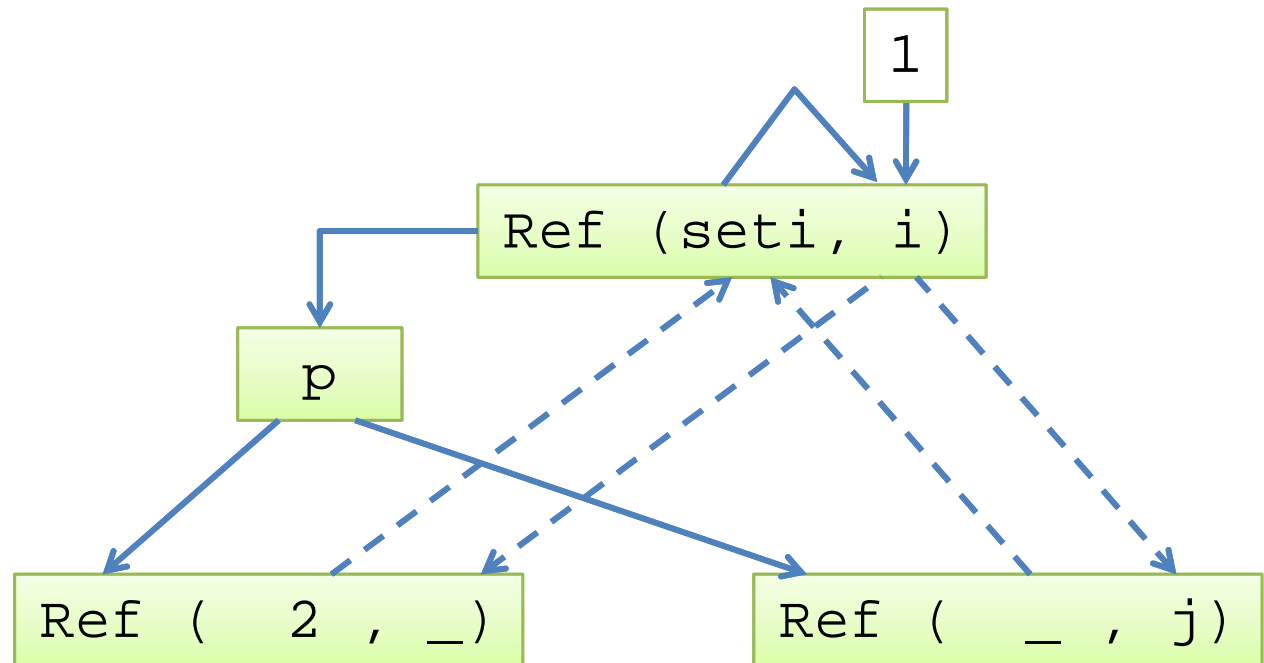 1
Ref (seti, i)
p
Ref ( 2 , _)
Ref ( _ , j)